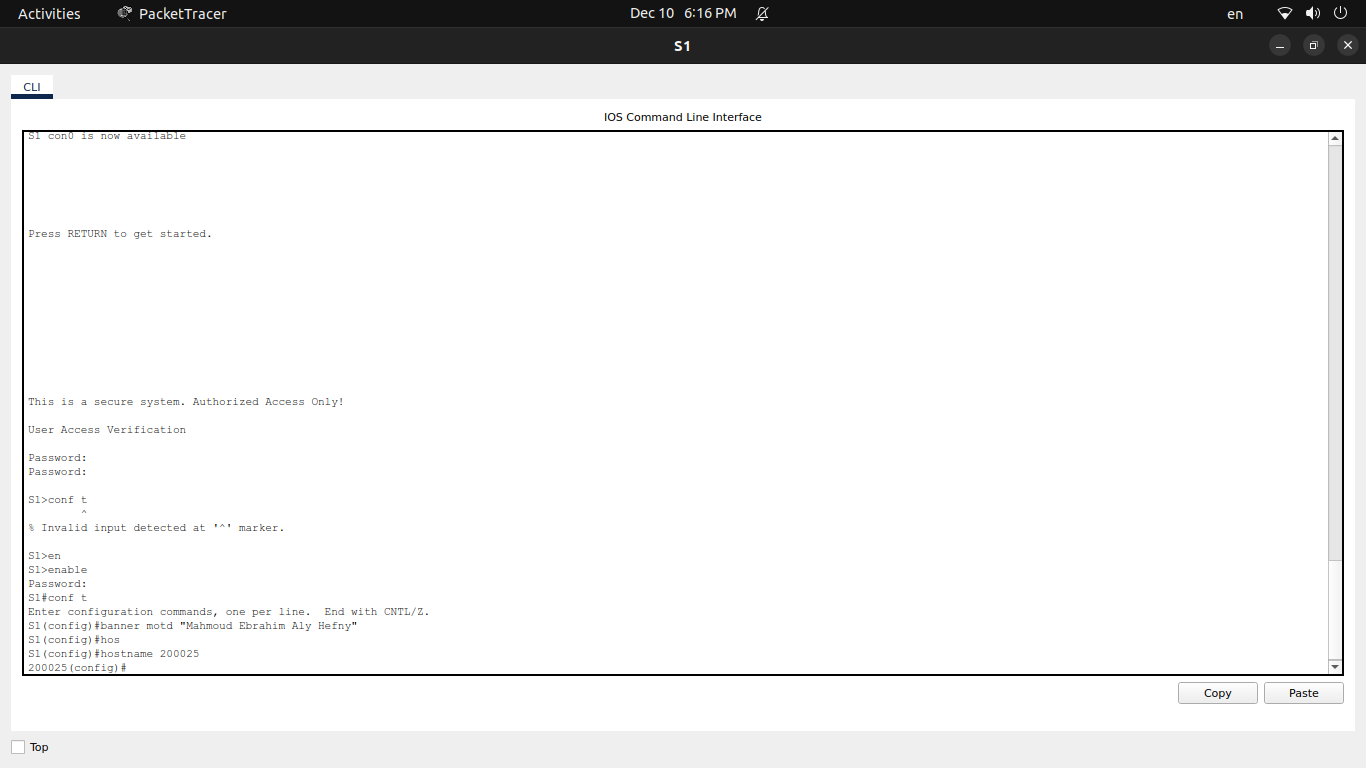 Activities
PacketTracer
Dec 10 6:16 PM
en
S1
CLI
IOS Command Line Interface
S1 con0 is now available
Press RETURN to get started.
This is a secure system. Authorized Access Only!
User Access Verification
Password:
Password:
S1>conf t
^
% Invalid input detected at '^' marker.
S1>en
S1>enable
Password:
S1#conf t
Enter configuration commands, one per line.  End with CNTL/Z.
S1(config)#banner motd "Mahmoud Ebrahim Aly Hefny"
S1(config)#hos
S1(config)#hostname 200025
200025(config)#
Copy
Paste
Top